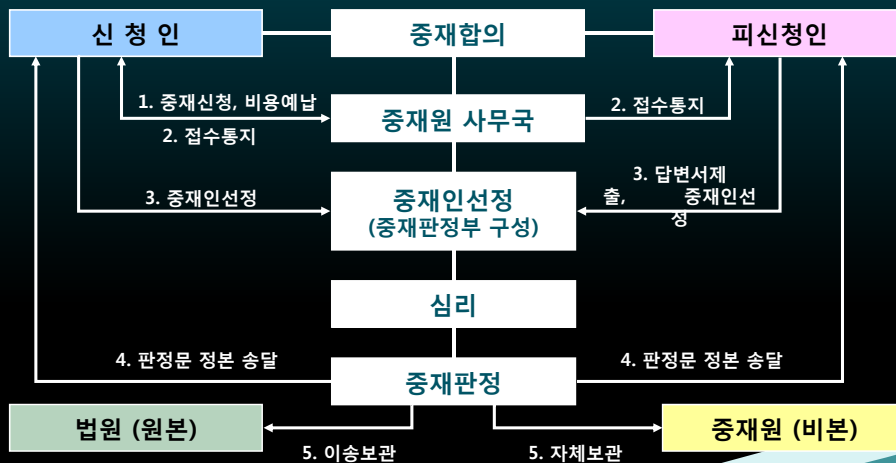 신 청 인
중재합의
피신청인
1. 중재신청, 비용예납
2. 접수통지
중재원 사무국
2. 접수통지
3. 중재인선정
중재인선정
(중재판정부 구성)
3. 답변서제
출, 중재인선
정
심리
4. 판정문 정본 송달
중재판정
4. 판정문 정본 송달
법원 (원본)
5. 이송보관
5. 자체보관
중재원 (비본)